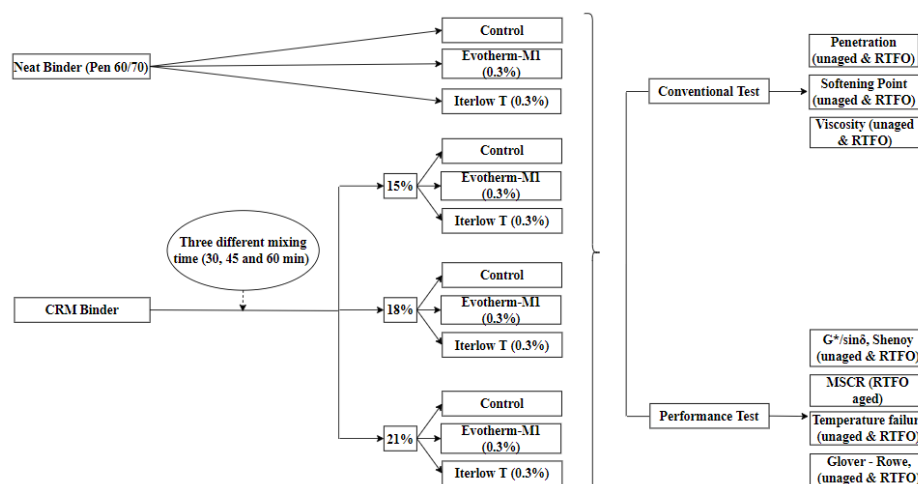 Neat Binder (Pen 60/70)
Control
Evotherm-M1
(0.3%)
Iterlow T (0.3%)
CRM Binder
Three different mixing
time (30, 45 and 60 min)
15%
Control
Evotherm-M1
(0.3%)
Iterlow T (0.3%)
18%
Control
Evotherm-M1
(0.3%)
Iterlow T (0.3%)
21%
Control
Evotherm-M1
(0.3%)
Iterlow T (0.3%)
Conventional Test
Penetration
(unaged & RTFO)
Softening Point
(unaged & RTFO)
Viscosity (unaged
& RTFO)
Performance Test
G*/sinδ, Shenoy
(unaged & RTFO)
MSCR (RTFO
aged)
Temperature failure
(unaged & RTFO)
Glover - Rowe,
(unaged & RTFO)